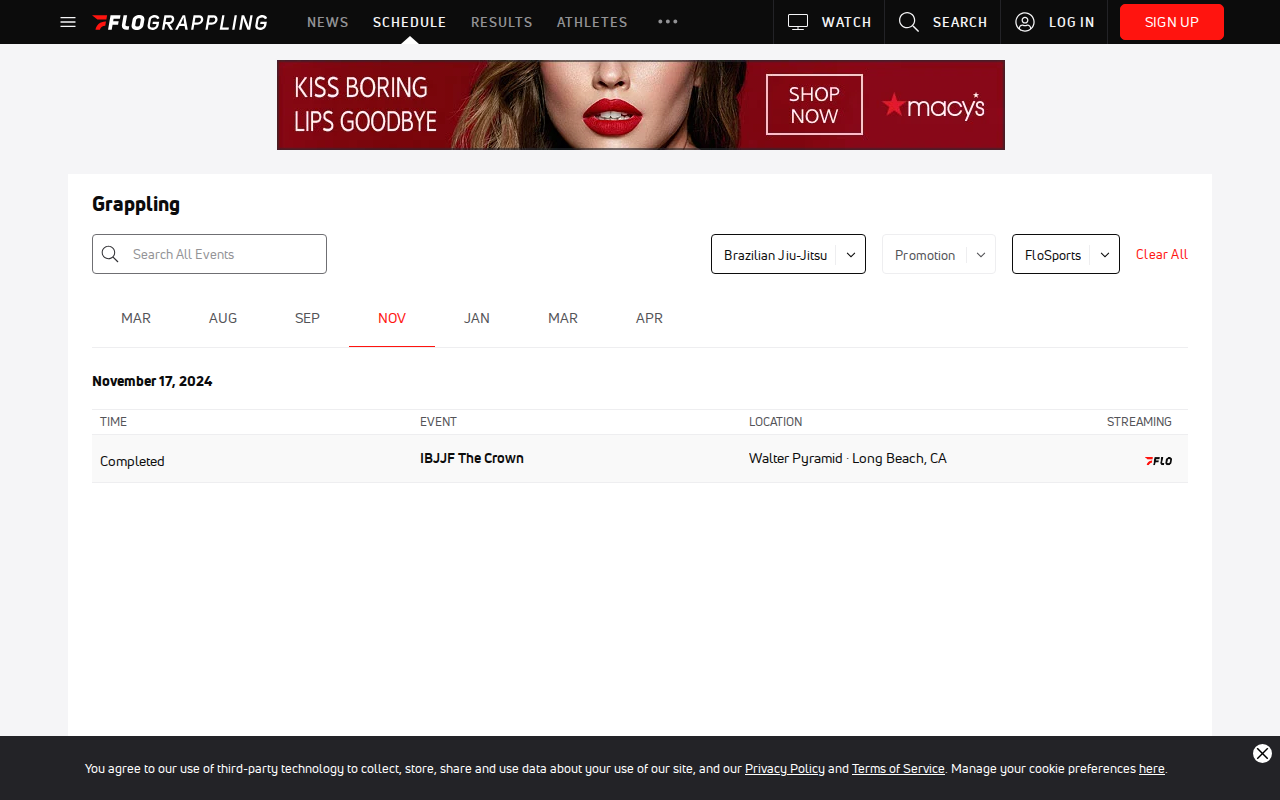 FLOGRAPPLING NEWS SCHEDULE RESULTS ATHLETES WATCH SEARCH LOG IN SIGN UP
KISS BORING
LIPS GOODBYE
SHOP
NOW
macy's
Grappling
Search All Events Brazilian Jiu-Jitsu Promotion FloSports Clear All
MAR AUG SEP NOV JAN MAR APR
November 17, 2024
TIME EVENT LOCATION STREAMING
Completed IBJJF The Crown Walter Pyramid · Long Beach, CA FLO
You agree to our use of third-party technology to collect, store, share and use data about your use of our site, and our Privacy Policy and Terms of Service. Manage your cookie preferences here.